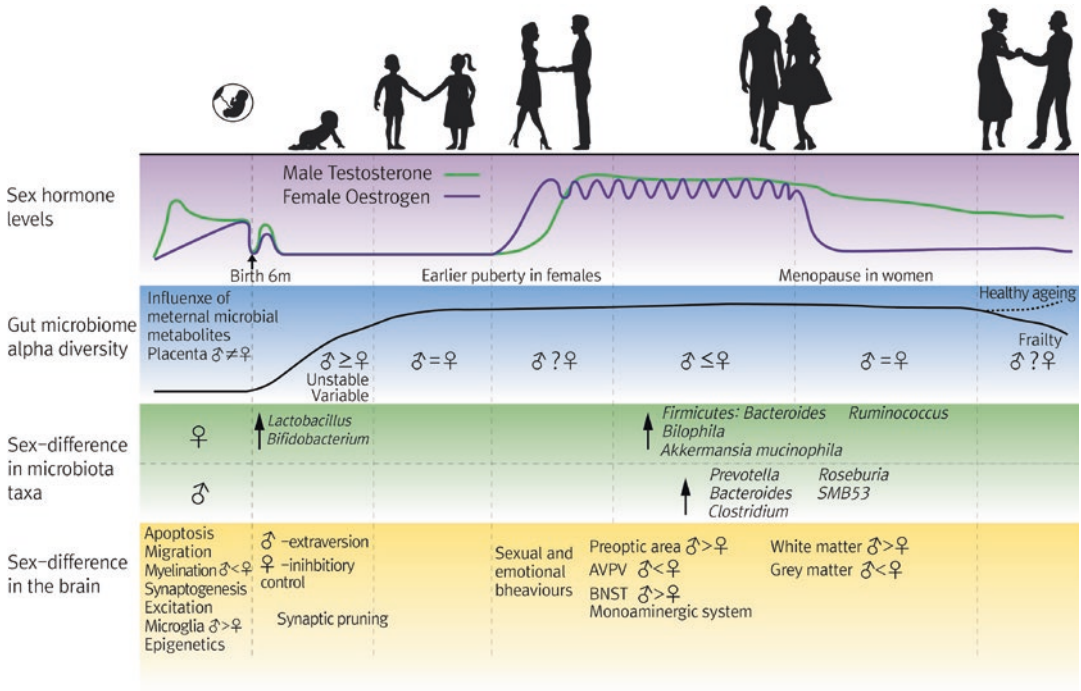 Sex hormone
levels
Male Testosterone
Female Oestrogen
Birth 6m
Earlier puberty in females
Menopause in women
Gut microbiome
alpha diversity
Influenxe of
meternal microbial
metabolites
Placenta ♂≠♀
♂≥♀
Unstable
Variable
♂=♀
♂?♀
♂≤♀
♂=♀
♂?♀
Healthy ageing
Frailty
Sex-difference
in microbiota
taxa
♀
Lactobacillus
Bifidobacterium
Firmicutes: Bacteroides Ruminococcus
Bilophila
Akkermansia mucinophila
♂
Prevotella Roseburia
Bacteroides SMB53
Clostridium
Sex-difference
in the brain
Apoptosis
Migration
Myelination ♂<♀
Synaptogenesis
Excitation
Microglia ♂>♀
Epigenetics
♂ -extraversion
♀ -inihbitiory
control
Synaptic pruning
Sexual and
emotional
bheaviours
Preoptic area ♂>♀
AVPV ♂<♀
BNST ♂>♀
Monoaminergic system
White matter ♂>♀
Grey matter ♂<♀